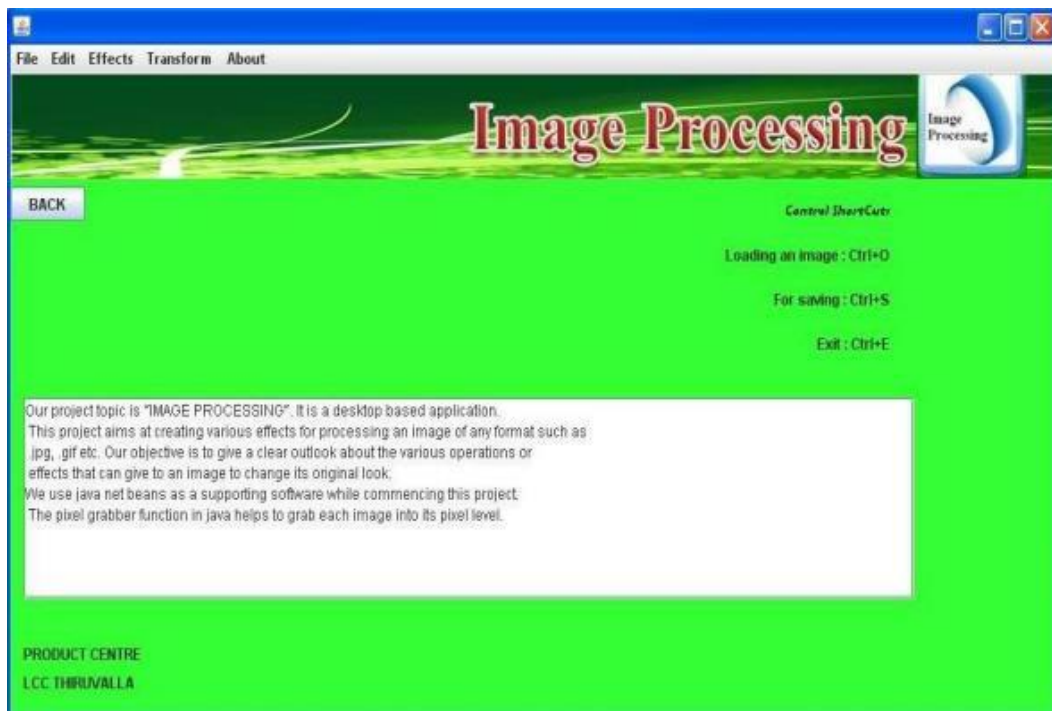 File Edit Effects Transform About
Image Processing
Image
Processing
BACK
Control ShortCuts
Loading an image : Ctrl+O
For saving : Ctrl+S
Exit : Ctrl+E
Our project topic is "IMAGE PROCESSING". It is a desktop based application.
This project aims at creating various effects for processing an image of any format such as
.jpg, .gif etc. Our objective is to give a clear outlook about the various operations or
effects that can give to an image to change its original look.
We use java net beans as a supporting software while commencing this project.
The pixel grabber function in java helps to grab each image into its pixel level.
PRODUCT CENTRE
LCC THIRUVALLA